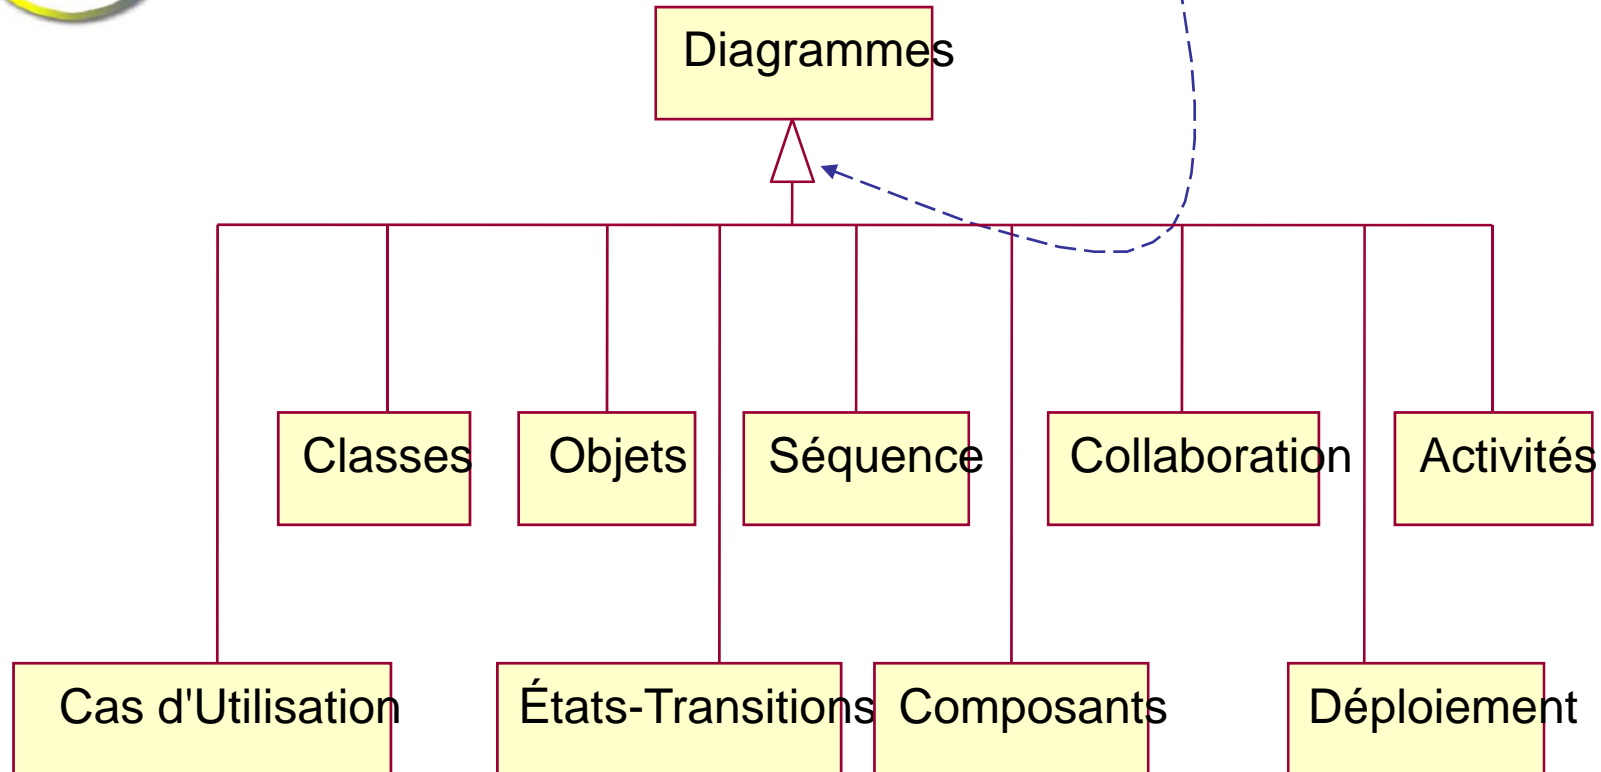 Diagrammes
Classes
Objets
Séquence
Collaboration
Activités
Cas d'Utilisation
États-Transitions
Composants
Déploiement